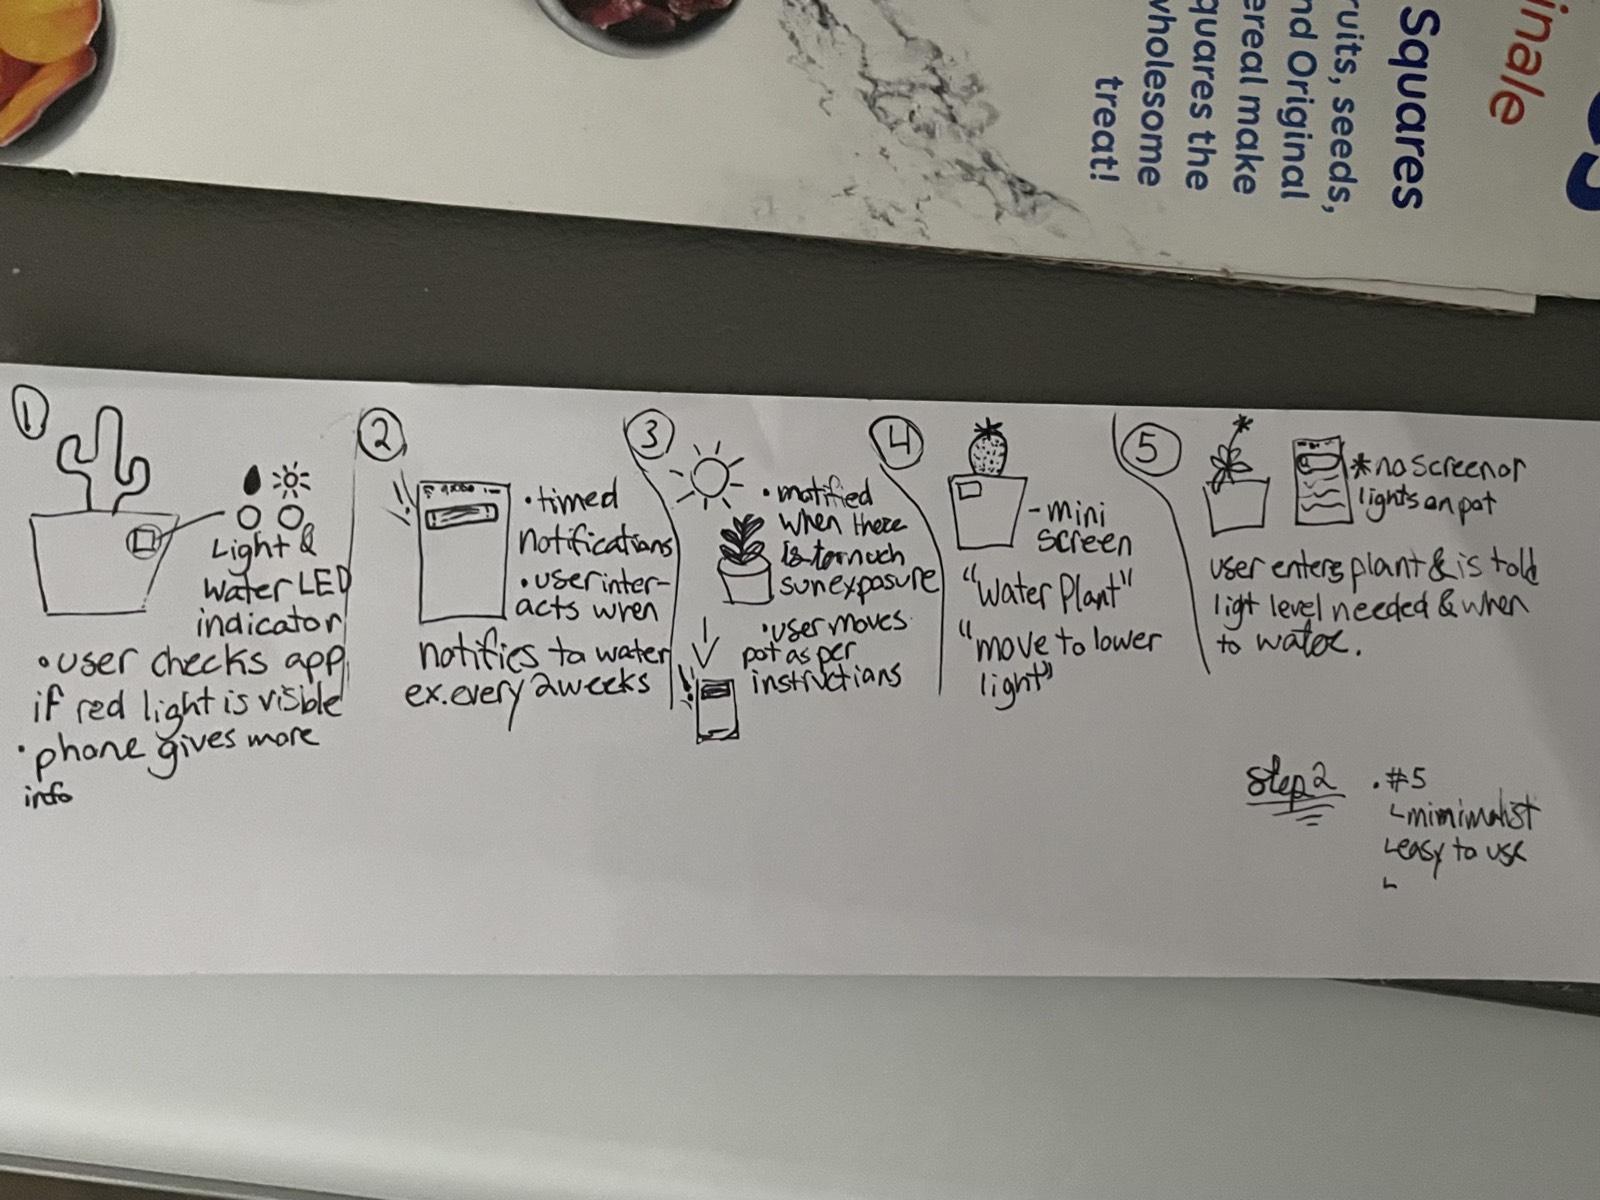 inale
Squares
ruits, seeds,
nd Original
ereal make
quares the
wholesome
treat!
1
Light &
Water LED
indicator
• user checks app
if red light is visible
• phone gives more
info
2
• timed
notifications
• user inter-
acts when
notifies to water
ex. every 2 weeks
3
• notified
when there
is too much
sun exposure
• user moves
pot as per
instructions
4
- mini
screen
"Water Plant"
"move to lower
light"
5
* no screen or
lights on pot
user enters plant & is told
light level needed & when
to water.
Step 2
• #5
minimalist
easy to use